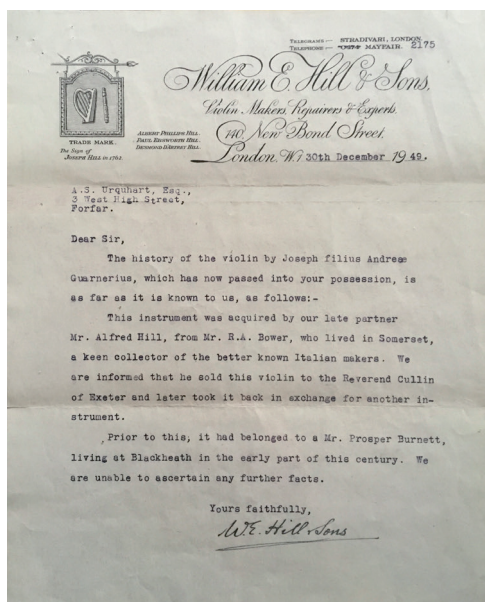 TELEGRAMS — STRADIVARI, LONDON.
TELEPHONE — MAYFAIR. 2175
William E. Hill & Sons,
Violin Makers, Repairers & Experts.
140, New Bond Street,
London, W.1 30th December 1949.
TRADE MARK.
The Sign of
JOSEPH HILL IN 1762.
ALBERT PHILLIPS HILL.
PAUL EBSWORTH HILL.
DESMOND D'ARTREY HILL.
A.S. Urquhart, Esq.,
3 West High Street,
Forfar.
Dear Sir,
The history of the violin by Joseph filius Andreae
Guarnerius, which has now passed into your possession, is
as far as it is known to us, as follows:-
This instrument was acquired by our late partner
Mr. Alfred Hill, from Mr. R.A. Bower, who lived in Somerset,
a keen collector of the better known Italian makers. We
are informed that he sold this violin to the Reverend Cullin
of Exeter and later took it back in exchange for another in-
strument.
Prior to this, it had belonged to a Mr. Prosper Burnett,
living at Blackheath in the early part of this century. We
are unable to ascertain any further facts.
Yours faithfully,
W.E. Hill & Sons